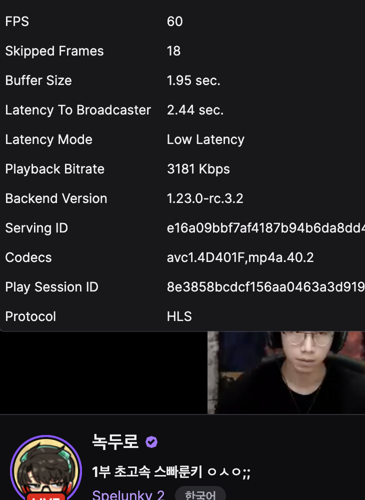 FPS 60
Skipped Frames 18
Buffer Size 1.95 sec.
Latency To Broadcaster 2.44 sec.
Latency Mode Low Latency
Playback Bitrate 3181 Kbps
Backend Version 1.23.0-rc.3.2
Serving ID e16a09bbf7af4187b94b6da8dd4
Codecs avc1.4D401F,mp4a.40.2
Play Session ID 8e3858bcdcf156aa0463a3d919
Protocol HLS
녹두로
1부 초고속 스빠룬키 ㅇㅅㅇ;;
Spelunky 2 한국어